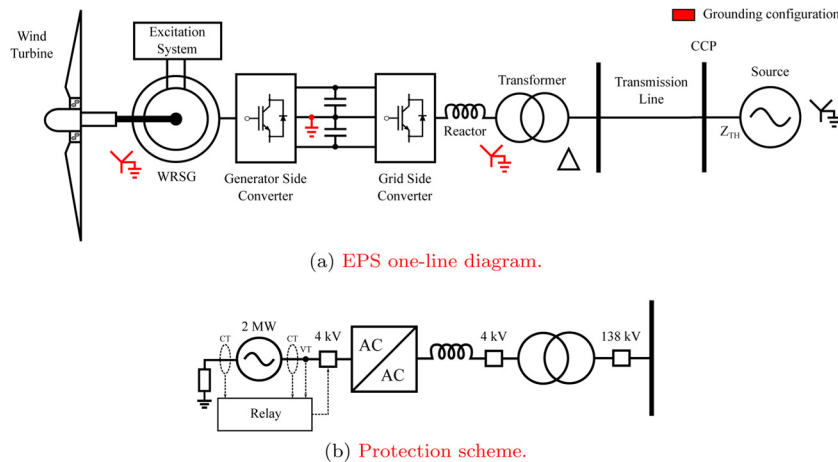 Grounding configuration
Wind
Turbine
Excitation
System
WRSG
Generator Side
Converter
Grid Side
Converter
Reactor
Transformer
Transmission
Line
CCP
Source
Z_TH
(a) EPS one-line diagram.
CT
2 MW
CT
VT
4 kV
AC
AC
4 kV
138 kV
Relay
(b) Protection scheme.